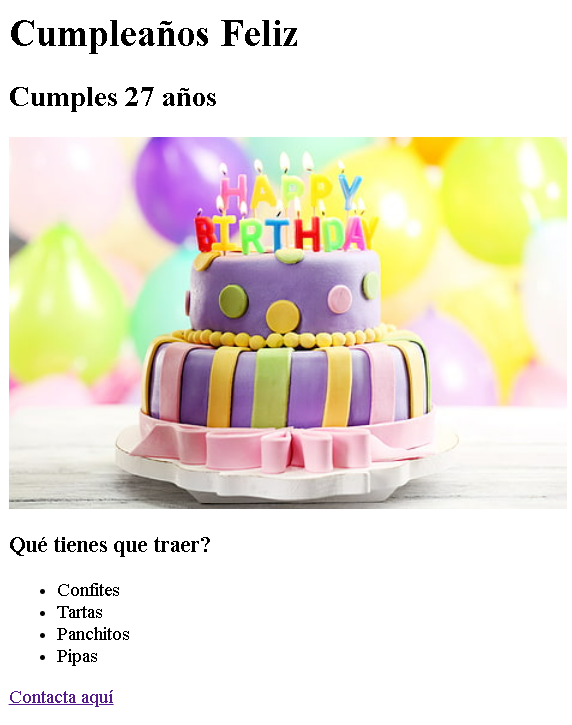 Cumpleaños Feliz
Cumples 27 años
HAPPY
BIRTHDAY
Qué tienes que traer?
Confites
Tartas
Panchitos
Pipas
Contacta aquí